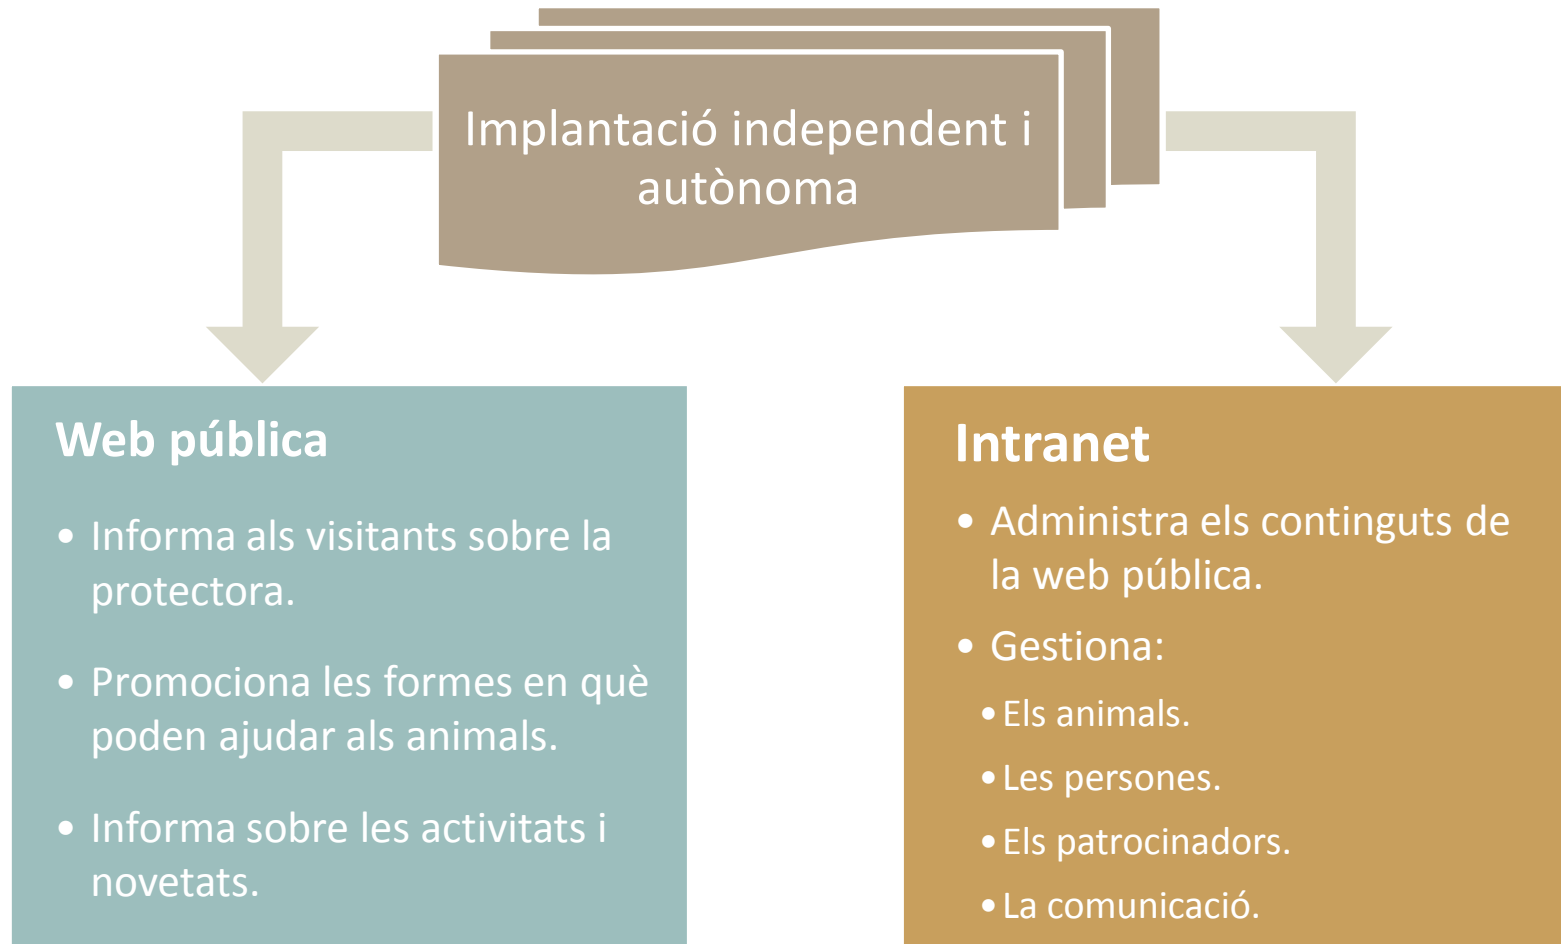 Implantació independent i
autònoma
Web pública
• Informa als visitants sobre la
protectora.
• Promociona les formes en què
poden ajudar als animals.
• Informa sobre les activitats i
novetats.
Intranet
• Administra els continguts de
la web pública.
• Gestiona:
• Els animals.
• Les persones.
• Els patrocinadors.
• La comunicació.